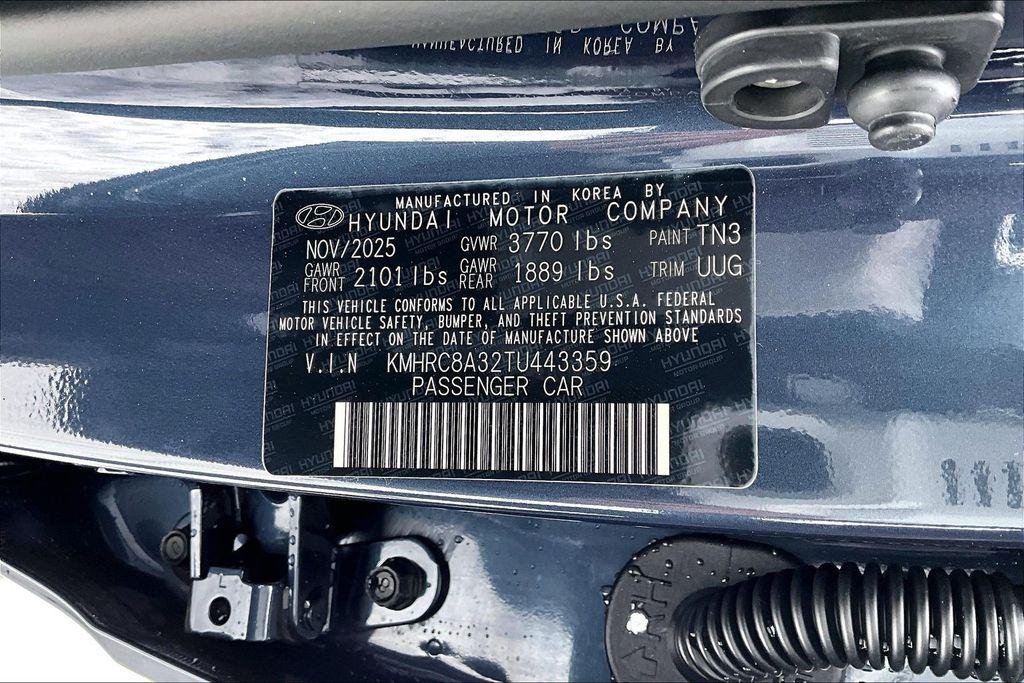 MANUFACTURED IN KOREA BY
HYUNDAI MOTOR COMPANY
NOV/2025 GVWR 3770 lbs PAINT TN3
GAWR FRONT 2101 lbs GAWR REAR 1889 lbs TRIM UUG
THIS VEHICLE CONFORMS TO ALL APPLICABLE U.S.A. FEDERAL
MOTOR VEHICLE SAFETY, BUMPER, AND THEFT PREVENTION STANDARDS
IN EFFECT ON THE DATE OF MANUFACTURE SHOWN ABOVE
V.I.N KMHRC8A32TU443359
PASSENGER CAR